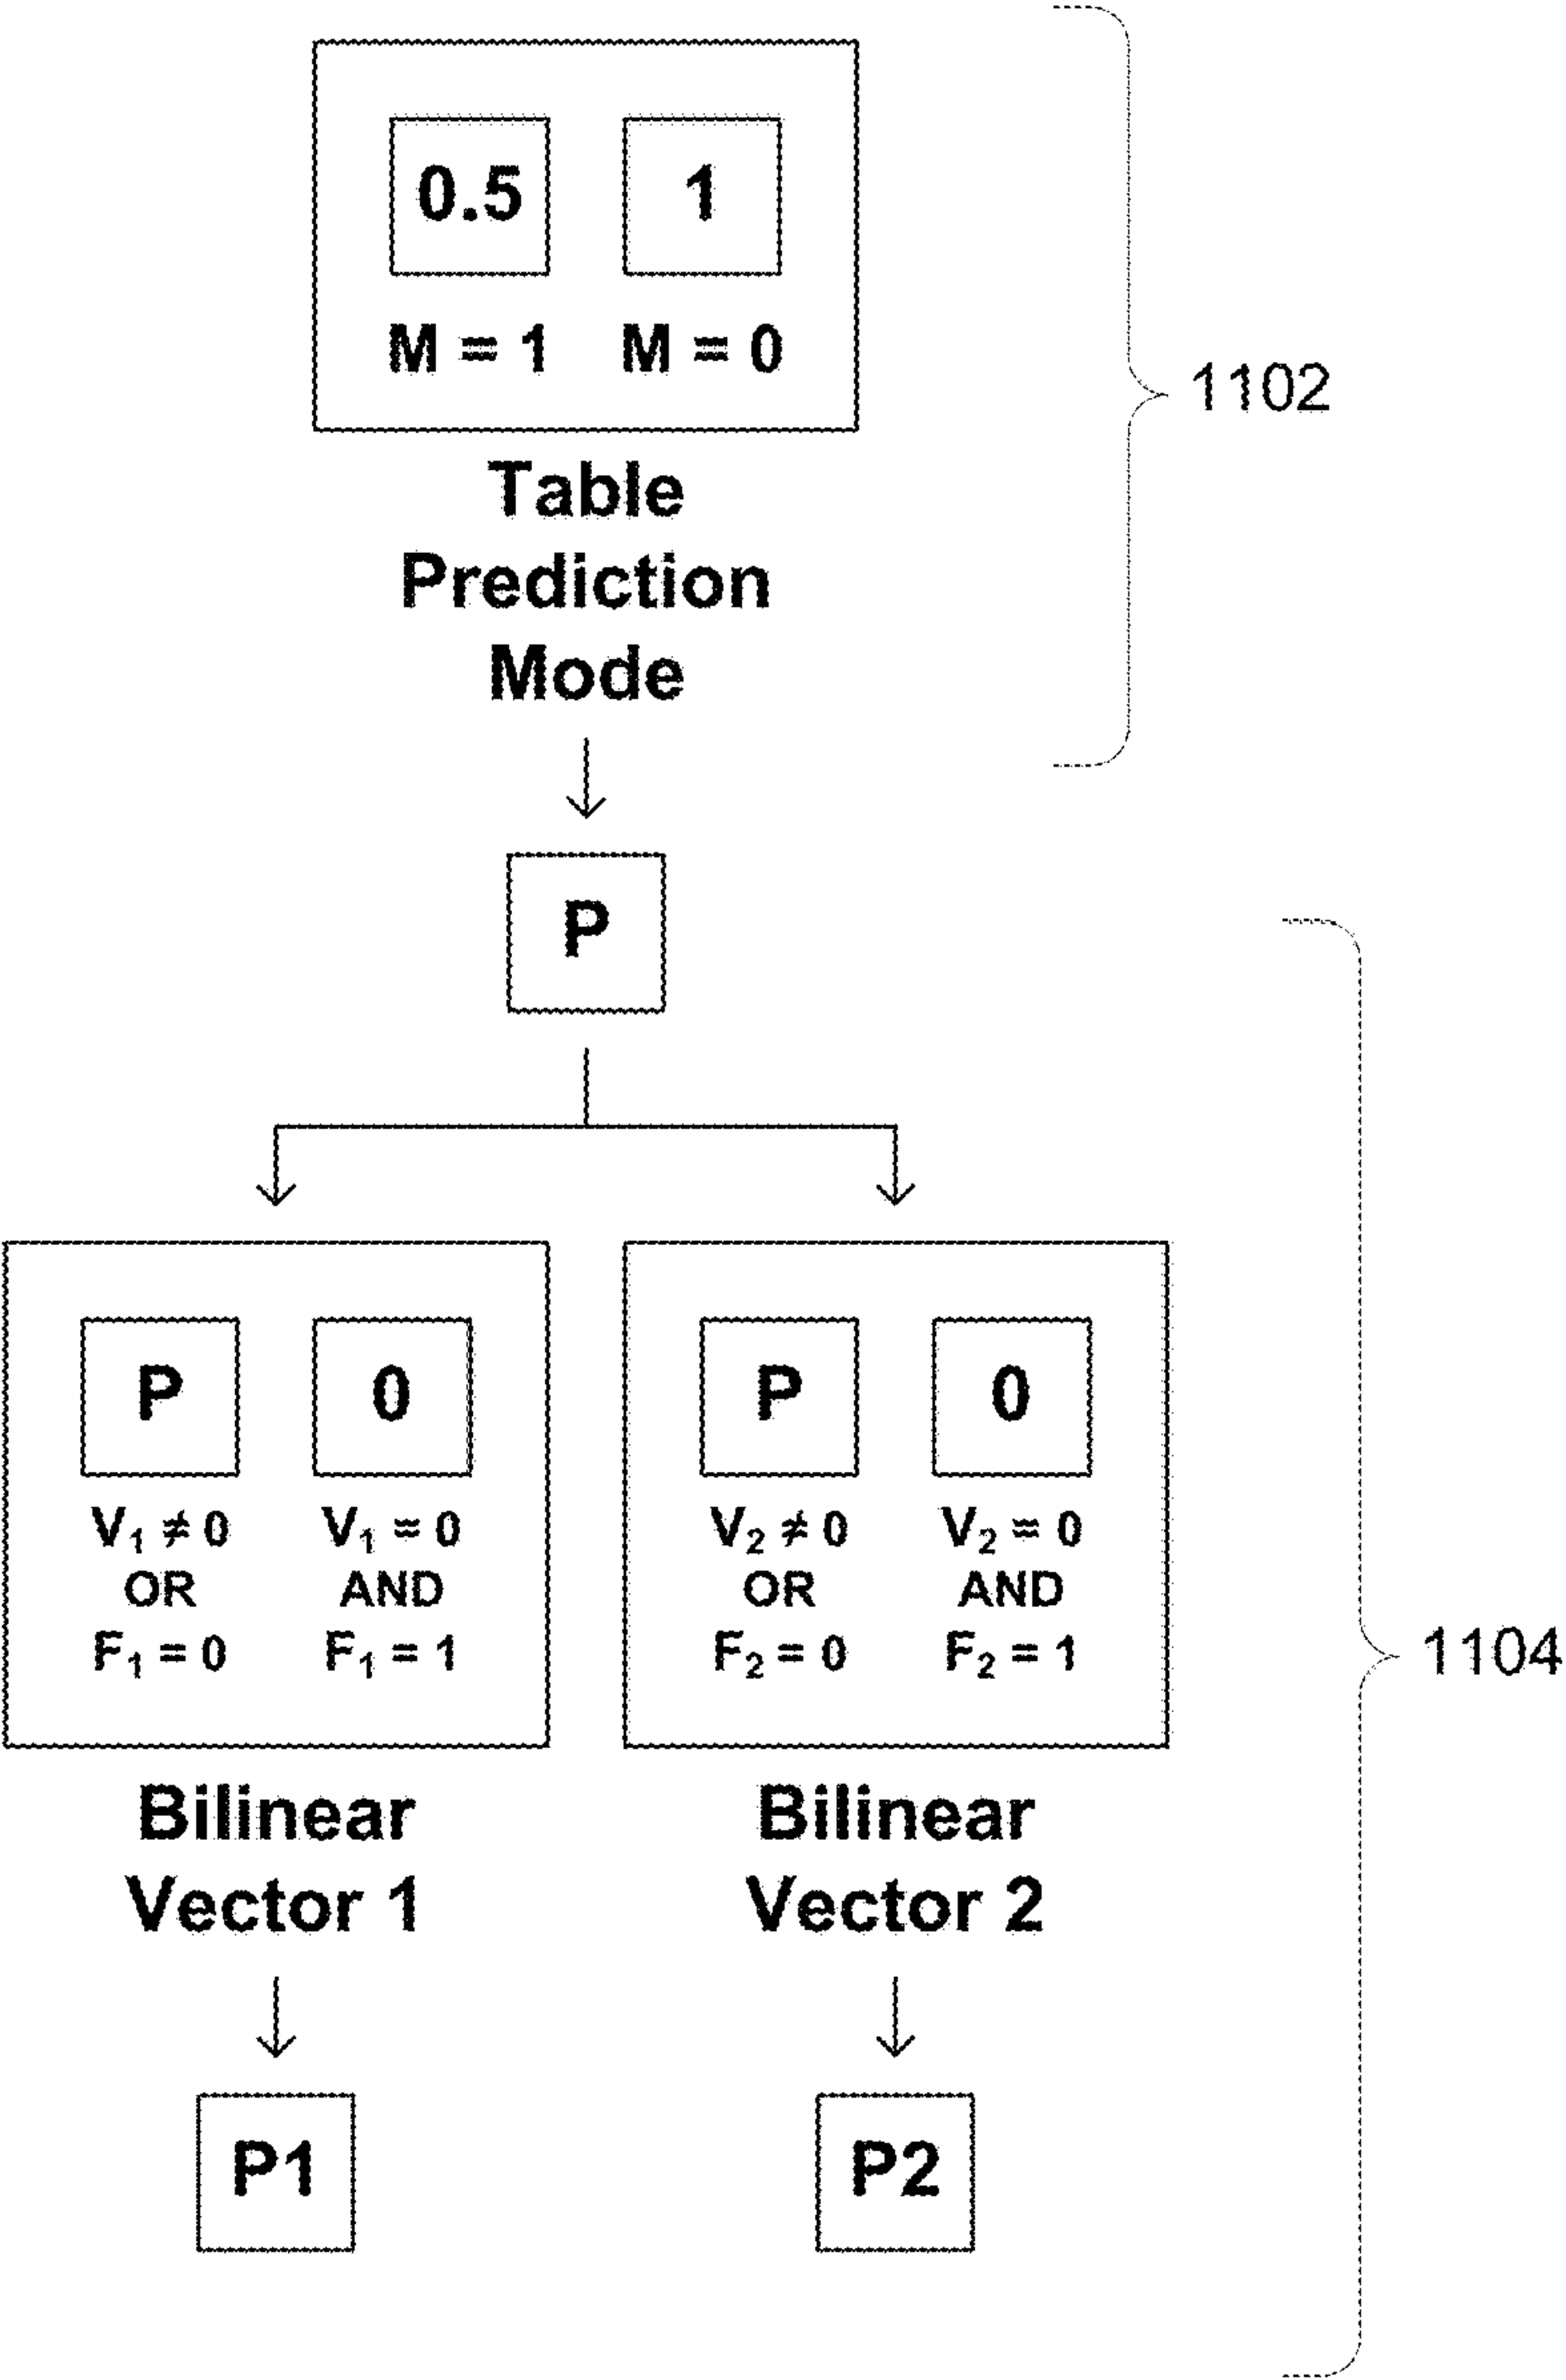 0.5 1
M = 1 M = 0
1102
Table
Prediction
Mode
P
P 0 P 0
V₁ ≠ 0 V₁ = 0 V₂ ≠ 0 V₂ = 0
OR AND OR AND
F₁ = 0 F₁ = 1 F₂ = 0 F₂ = 1
1104
Bilinear Bilinear
Vector 1 Vector 2
P1 P2